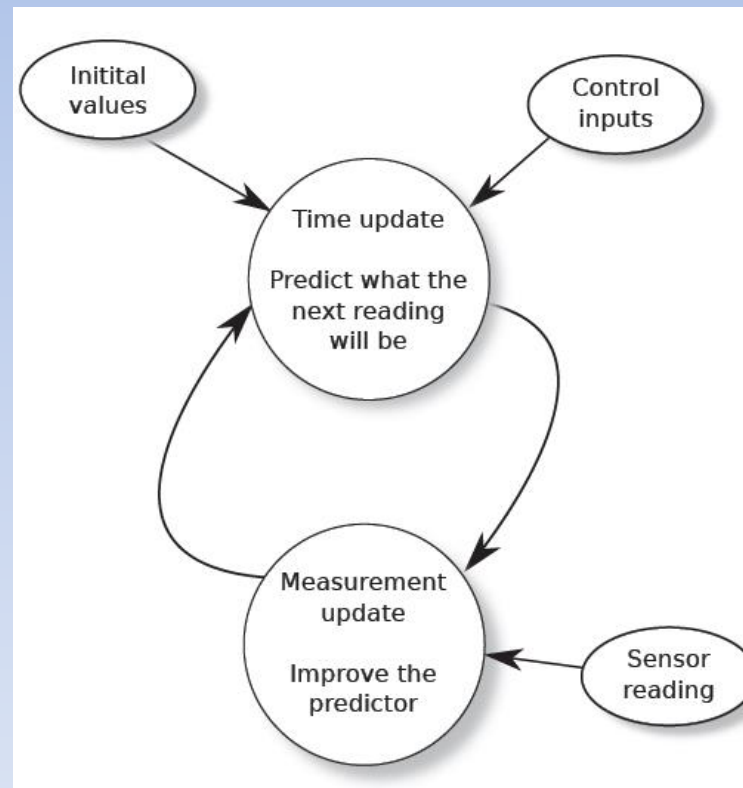 Initital
values
Control
inputs
Time update
Predict what the
next reading
will be
Measurement
update
Improve the
predictor
Sensor
reading